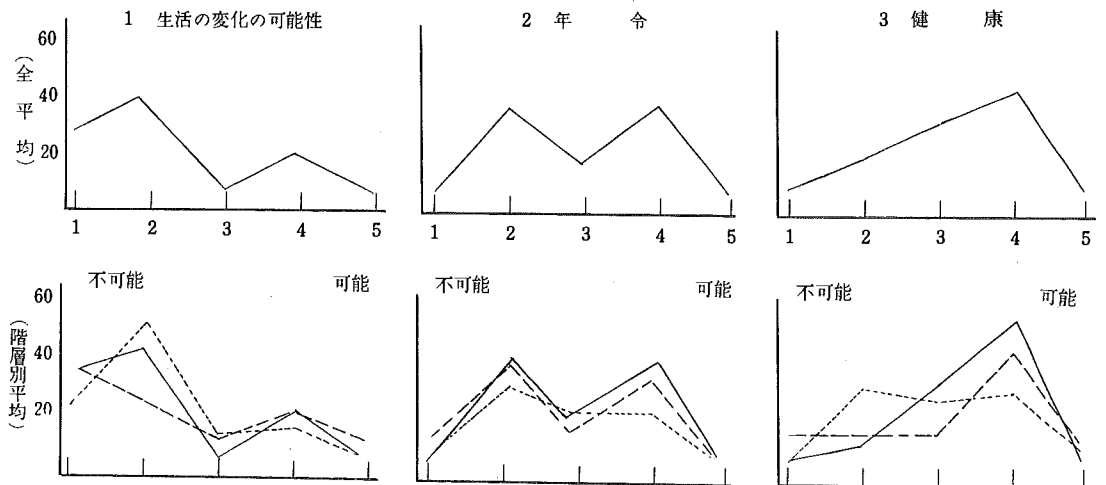 1 生活の変化の可能性
2 年 令
3 健 康
60
40
20
(全平均)
1 2 3 4 5
1 2 3 4 5
1 2 3 4 5
不可能 可能
不可能 可能
不可能 可能
60
40
20
(階層別平均)